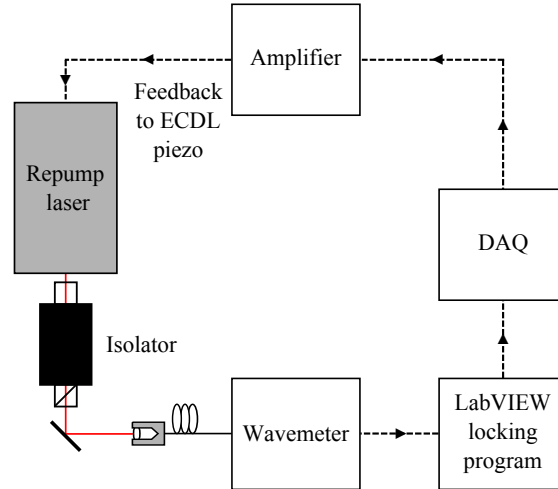 Amplifier
Feedback
to ECDL
piezo
Repump
laser
DAQ
Isolator
Wavemeter
LabVIEW
locking
program